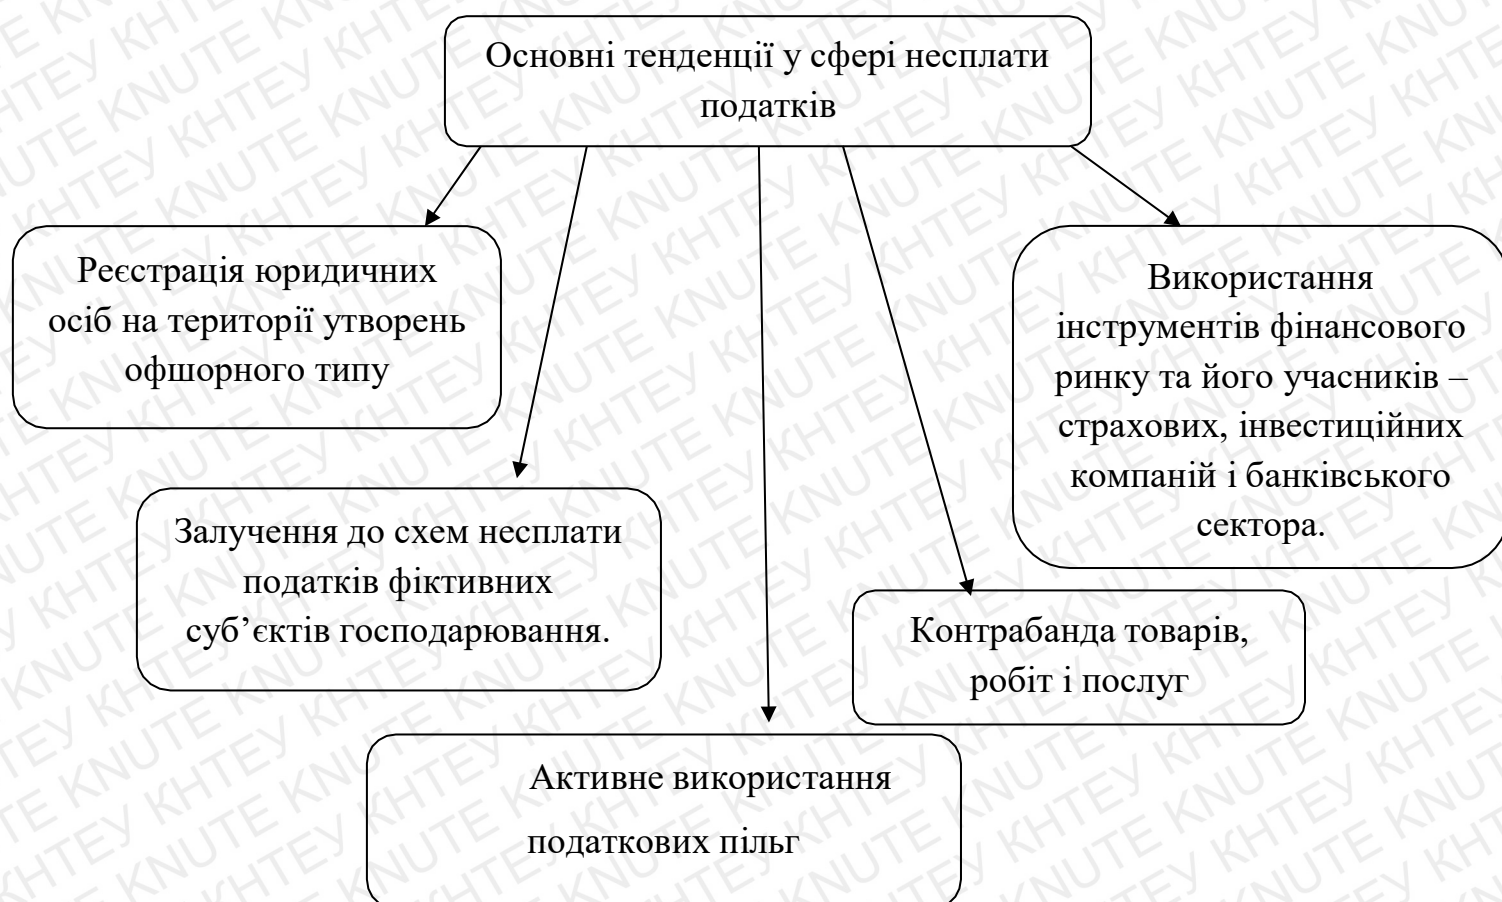 Основні тенденції у сфері несплати
податків
Реєстрація юридичних
осіб на території утворень
офшорного типу
Використання
інструментів фінансового
ринку та його учасників –
страхових, інвестиційних
компаній і банківського
сектора.
Залучення до схем несплати
податків фіктивних
суб’єктів господарювання.
Контрабанда товарів,
робіт і послуг
Активне використання
податкових пільг